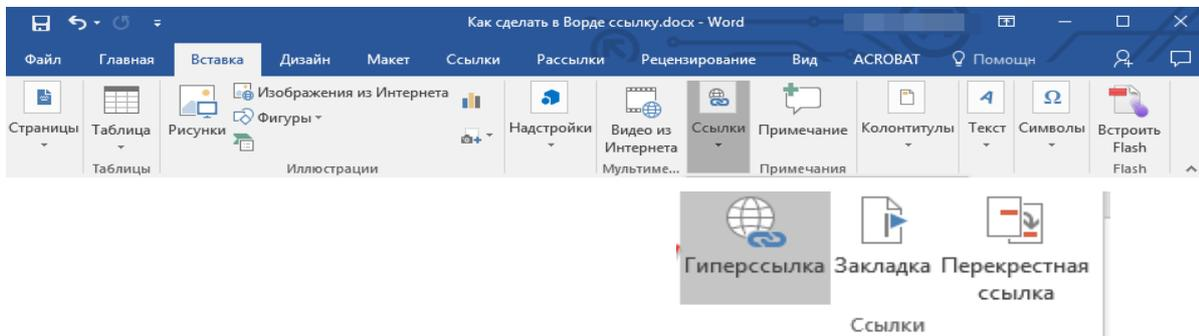 Как сделать в Ворде ссылку.docx - Word
Файл Главная Вставка Дизайн Макет Ссылки Рассылки Рецензирование Вид ACROBAT Помощн
Страницы Таблица Рисунки Изображения из Интернета Фигуры Надстройки Видео из Интернета Ссылки Примечание Колонтитулы Текст Символы Встроить Flash
Таблицы Иллюстрации Мультиме... Примечания Flash
Гиперссылка Закладка Перекрестная
ссылка
Ссылки